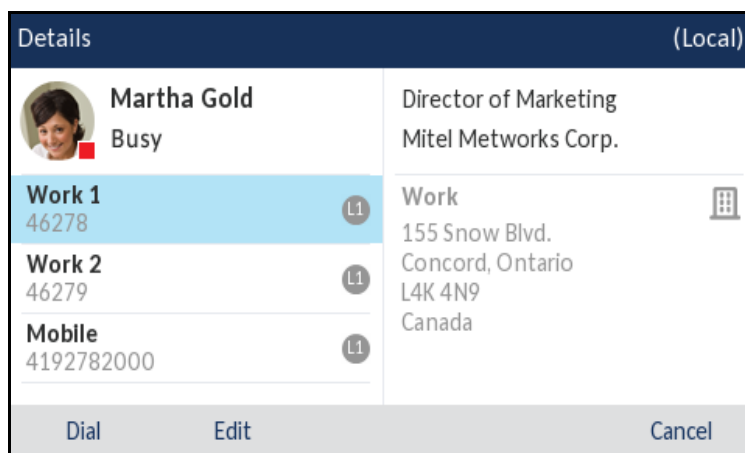 Details (Local)
Martha Gold
Busy
Work 1
46278
L1
Work 2
46279
L1
Mobile
4192782000
L1
Director of Marketing
Mitel Metworks Corp.
Work
155 Snow Blvd.
Concord, Ontario
L4K 4N9
Canada
Dial Edit Cancel